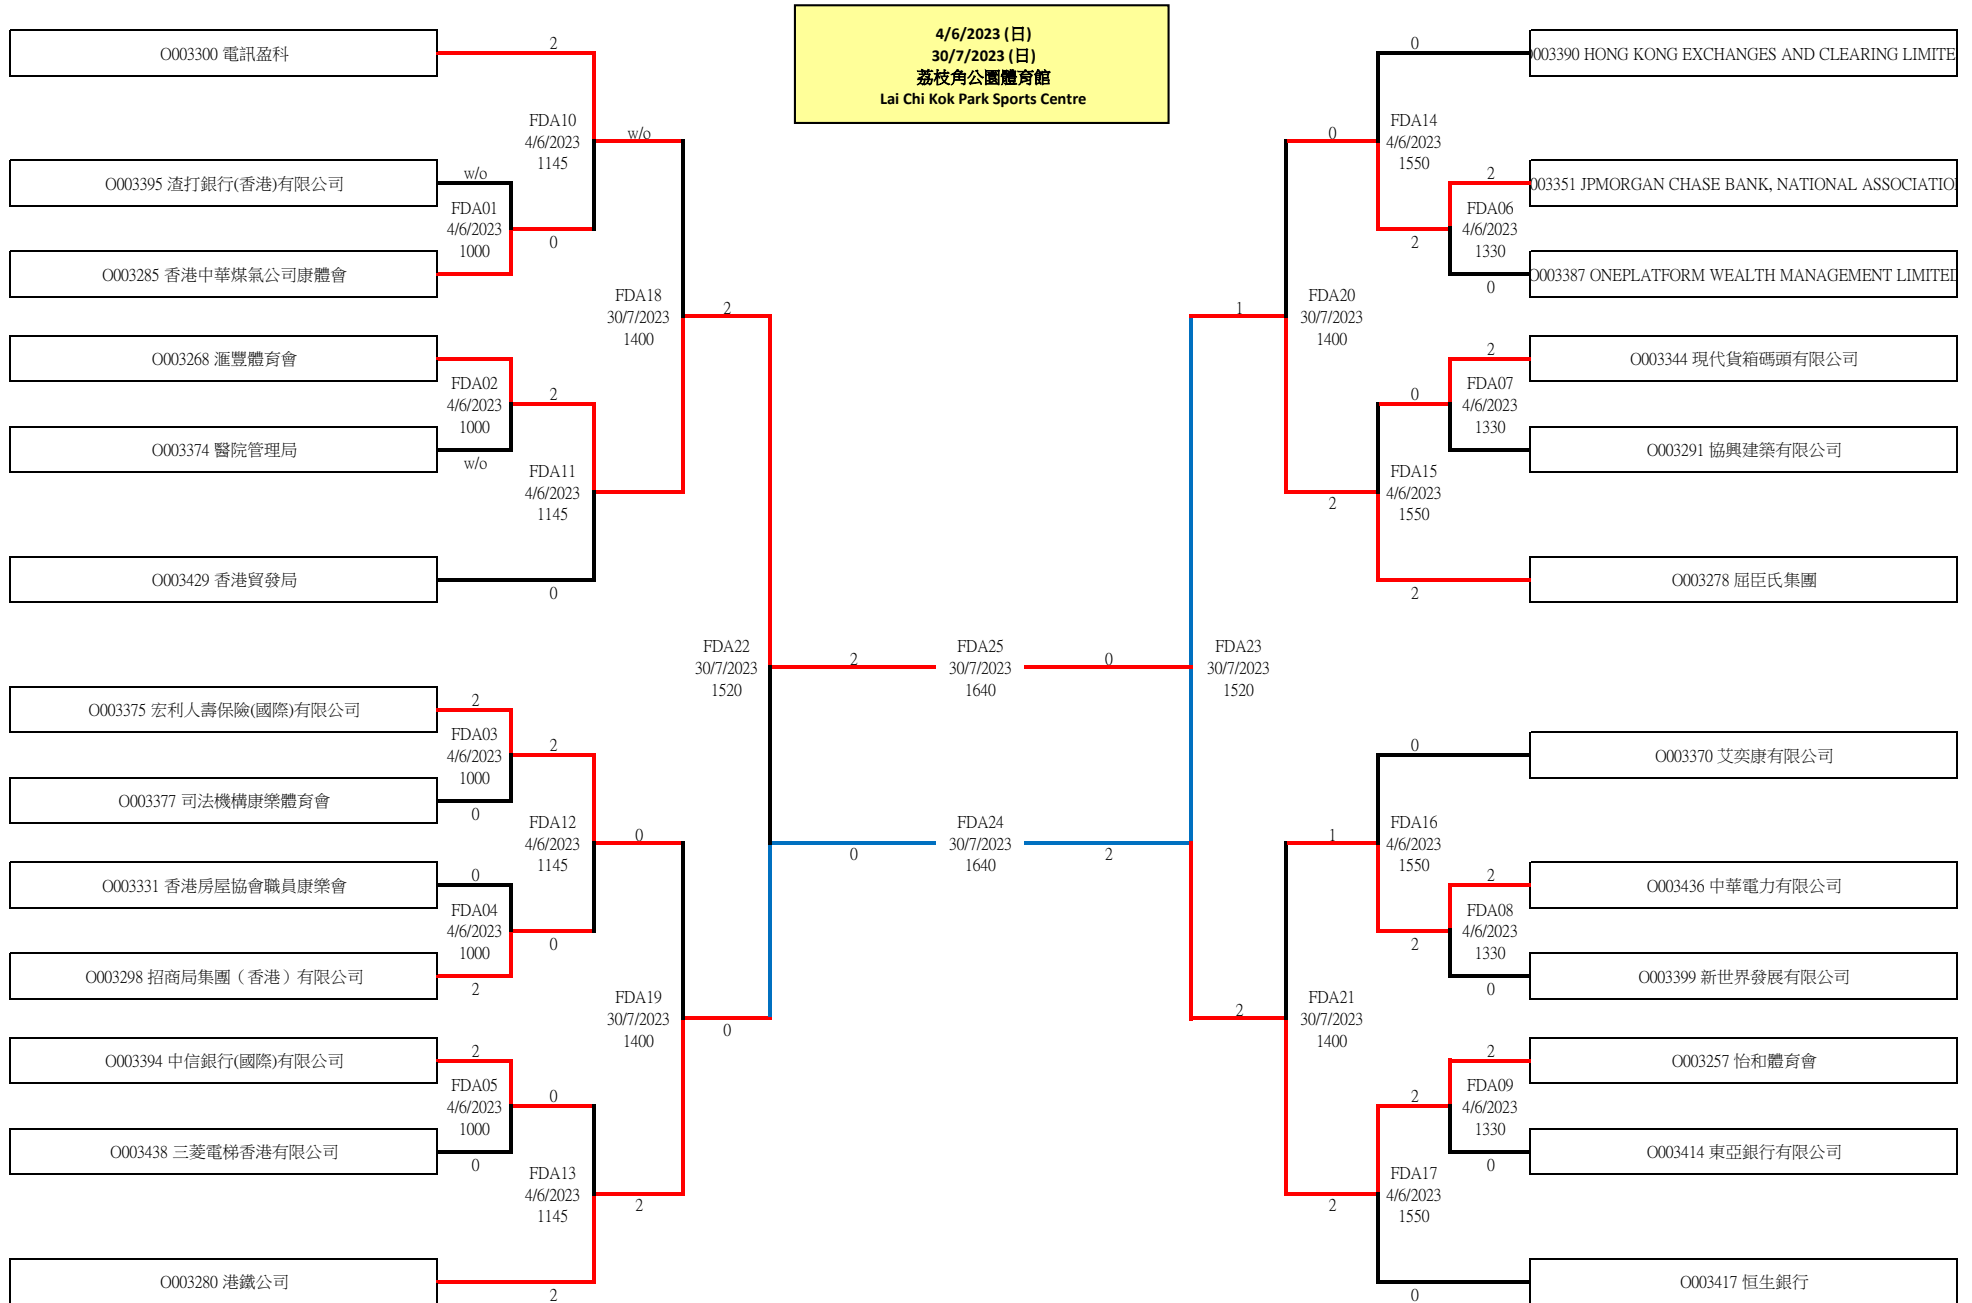 4/6/2023 (日)
30/7/2023 (日)
荔枝角公園體育館
Lai Chi Kok Park Sports Centre
O003300 電訊盈科
2
FDA10
4/6/2023
1145
w/o
O003395 渣打銀行(香港)有限公司
w/o
FDA01
4/6/2023
1000
0
O003285 香港中華煤氣公司康體會
FDA18
30/7/2023
1400
2
O003268 滙豐體育會
FDA02
4/6/2023
1000
2
O003374 醫院管理局
w/o
FDA11
4/6/2023
1145
O003429 香港貿發局
0
FDA22
30/7/2023
1520
2
O003375 宏利人壽保險(國際)有限公司
2
FDA03
4/6/2023
1000
2
O003377 司法機構康樂體育會
0
FDA12
4/6/2023
1145
0
O003331 香港房屋協會職員康樂會
0
FDA04
4/6/2023
1000
0
O003298 招商局集團（香港）有限公司
2
FDA19
30/7/2023
1400
0
O003394 中信銀行(國際)有限公司
2
FDA05
4/6/2023
1000
0
O003438 三菱電梯香港有限公司
0
FDA13
4/6/2023
1145
2
O003280 港鐵公司
2
FDA25
30/7/2023
1640
0
0
FDA24
30/7/2023
1640
2
0
003390 HONG KONG EXCHANGES AND CLEARING LIMITE
0
FDA14
4/6/2023
1550
2
003351 JPMORGAN CHASE BANK, NATIONAL ASSOCIATIO
2
FDA06
4/6/2023
1330
0
O003387 ONEPLATFORM WEALTH MANAGEMENT LIMITED
1
FDA20
30/7/2023
1400
2
O003344 現代貨箱碼頭有限公司
0
FDA07
4/6/2023
1330
O003291 協興建築有限公司
2
FDA15
4/6/2023
1550
2
O003278 屈臣氏集團
FDA23
30/7/2023
1520
0
O003370 艾奕康有限公司
1
FDA16
4/6/2023
1550
2
O003436 中華電力有限公司
2
FDA08
4/6/2023
1330
0
O003399 新世界發展有限公司
2
FDA21
30/7/2023
1400
2
O003257 怡和體育會
2
FDA09
4/6/2023
1330
0
O003414 東亞銀行有限公司
2
FDA17
4/6/2023
1550
0
O003417 恒生銀行